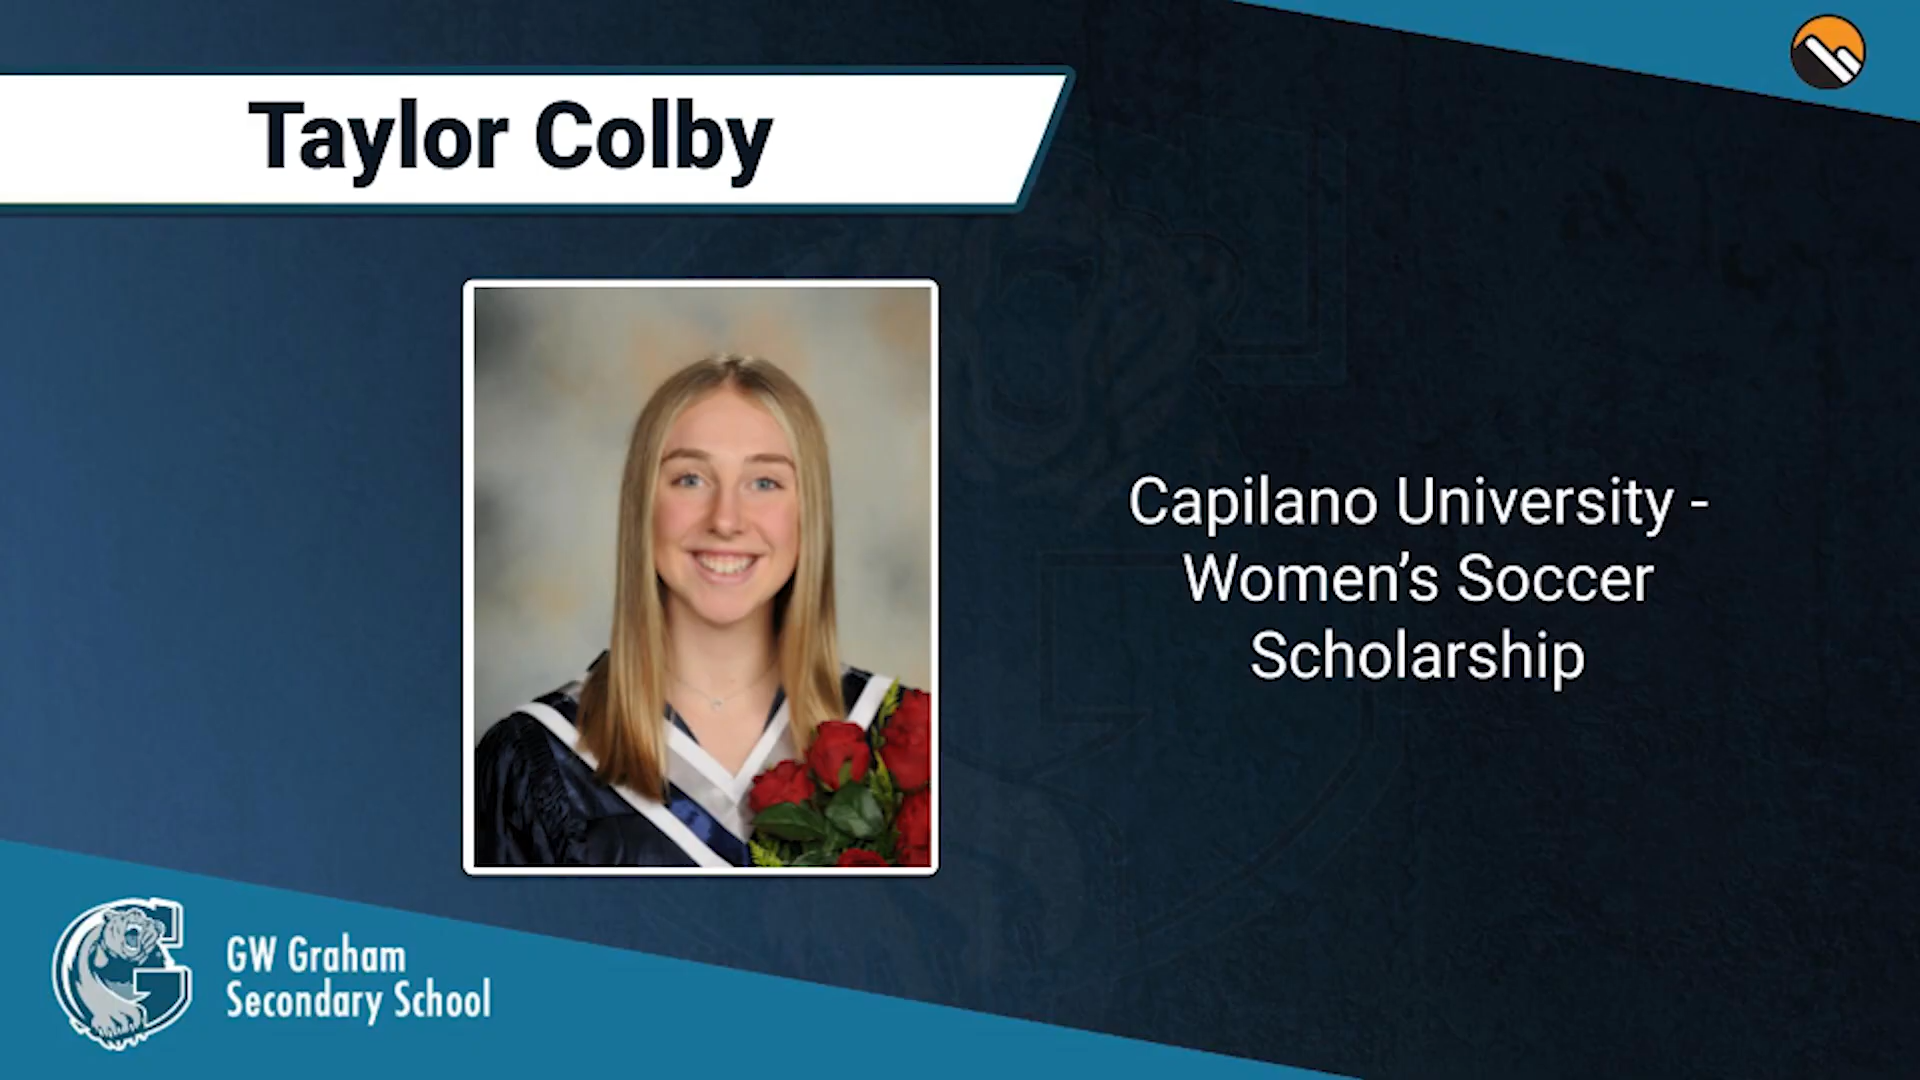 Taylor Colby
Capilano University -
Women’s Soccer
Scholarship
GW Graham
Secondary School